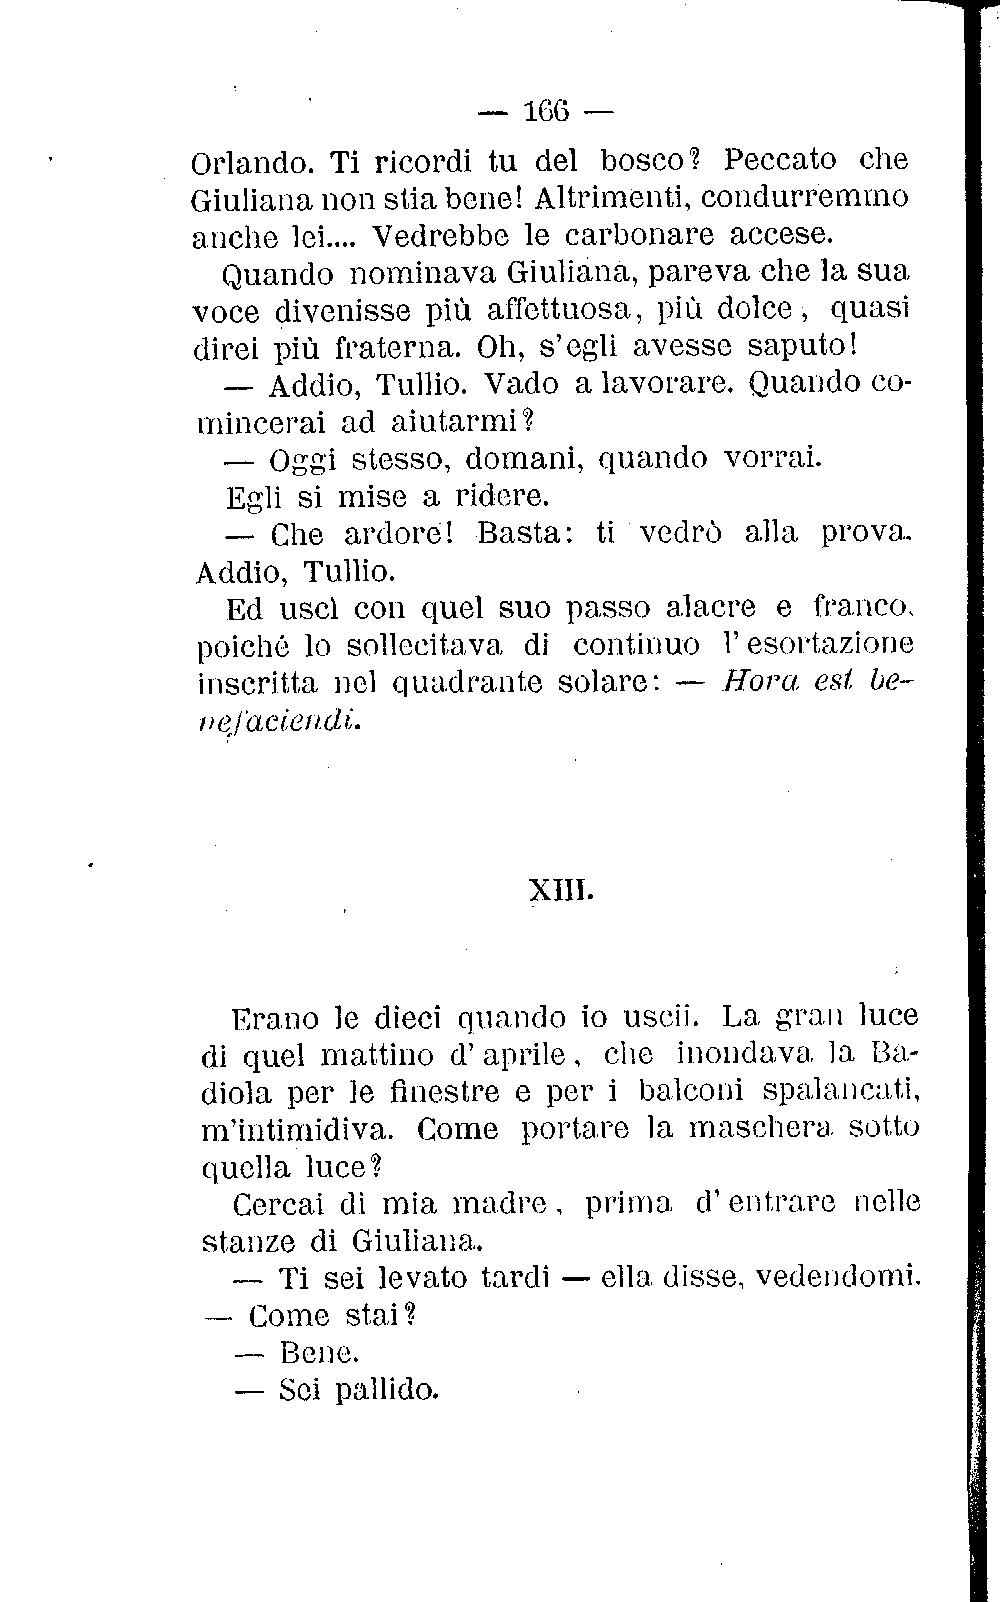 — 166 —
Orlando. Ti ricordi tu del bosco? Peccato che
Giuliana non stia bene! Altrimenti, condurremmo
anche lei.... Vedrebbe le carbonare accese.
Quando nominava Giuliana, pareva che la sua
voce divenisse più affettuosa, più dolce, quasi
direi più fraterna. Oh, s'egli avesse saputo!
— Addio, Tullio. Vado a lavorare. Quando co-
mincerai ad aiutarmi?
— Oggi stesso, domani, quando vorrai.
Egli si mise a ridere.
— Che ardore! Basta: ti vedrò alla prova.
Addio, Tullio.
Ed uscì con quel suo passo alacre e franco,
poiché lo sollecitava di continuo l'esortazione
inscritta nel quadrante solare: — Hora est be-
nefaciendi.
XIII.
Erano le dieci quando io uscii. La gran luce
di quel mattino d'aprile, che inondava la Ba-
diola per le finestre e per i balconi spalancati,
m'intimidiva. Come portare la maschera sotto
quella luce?
Cercai di mia madre, prima d'entrare nelle
stanze di Giuliana.
— Ti sei levato tardi — ella disse, vedendomi.
— Come stai?
— Bene.
— Sei pallido.